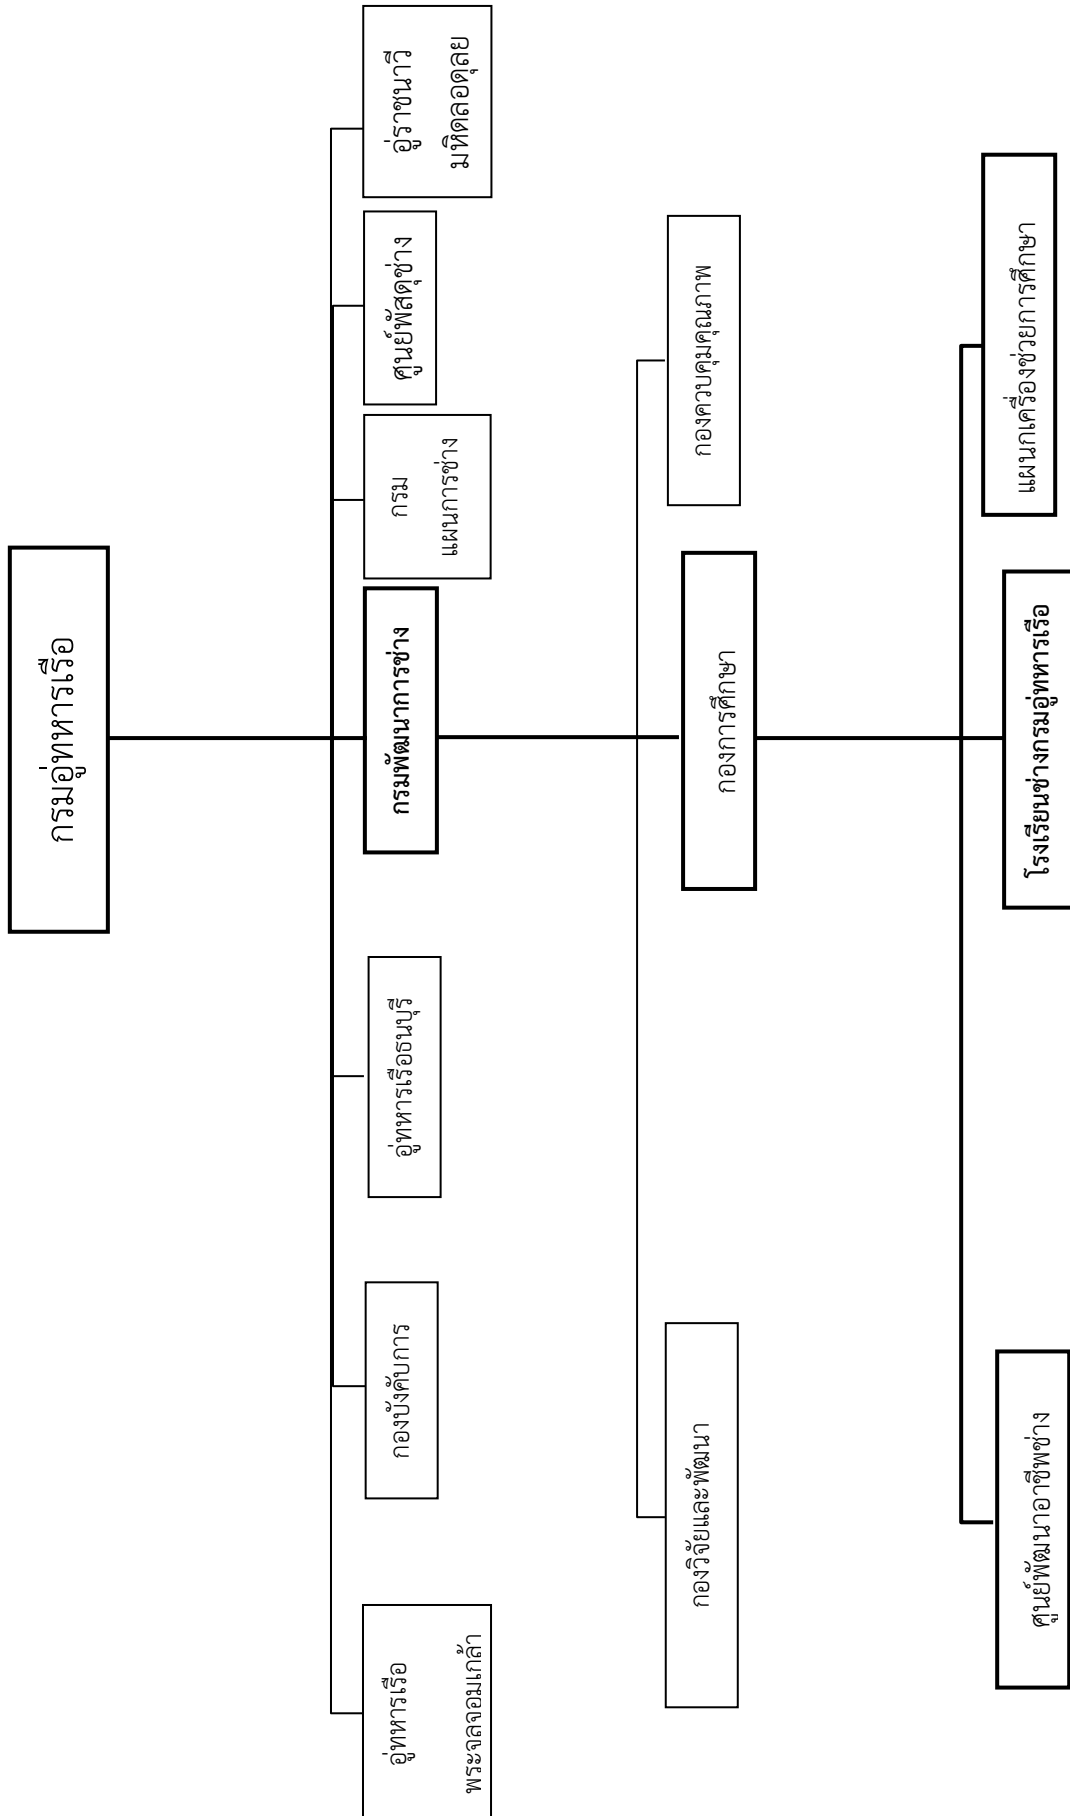 กรมอู่ทหารเรือ
อู่ทหารเรือ
พระจลจอมเกล้า
กองบังคับการ
อู่ทหารเรือธนบุรี
กรมพัฒนาการช่าง
กรม
แผนการช่าง
ศูนย์พัสดุช่าง
อู่ราชนาวี
มหิดลอดุลย
กองวิจัยและพัฒนา
กองการศึกษา
กองควบคุมคุณภาพ
ศูนย์พัฒนาอาชีพช่าง
โรงเรียนช่างกรมอู่ทหารเรือ
แผนกเครื่องช่วยการศึกษา